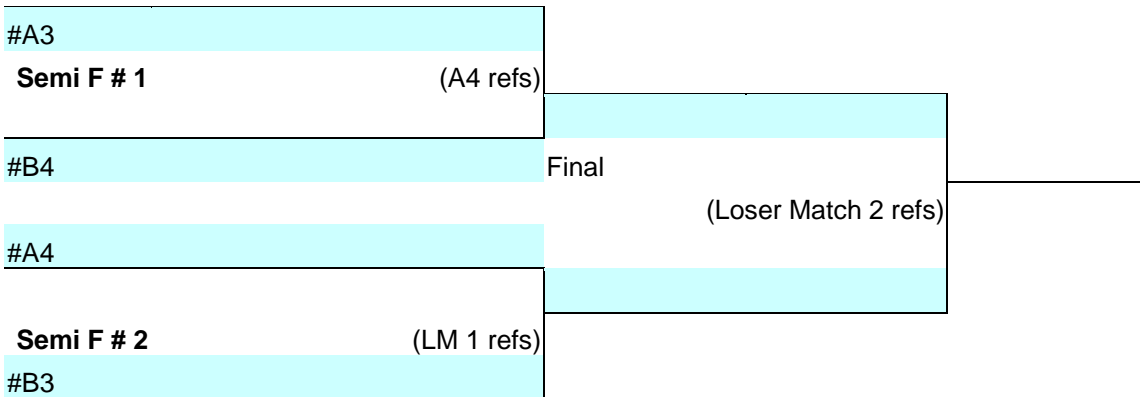 #A3
Semi F # 1 (A4 refs)
#B4
Final
(Loser Match 2 refs)
#A4
Semi F # 2 (LM 1 refs)
#B3